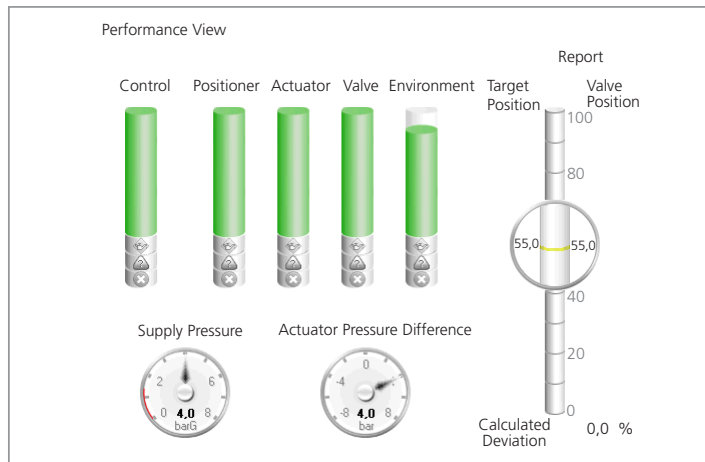 Performance View
Report
Control Positioner Actuator Valve Environment
Target Position
Valve Position
100
80
55,0 55,0
40
20
0
Supply Pressure
2 6
0 4,0 8
barG
Actuator Pressure Difference
0
-4
-8 4,0 8
bar
Calculated Deviation
0,0 %